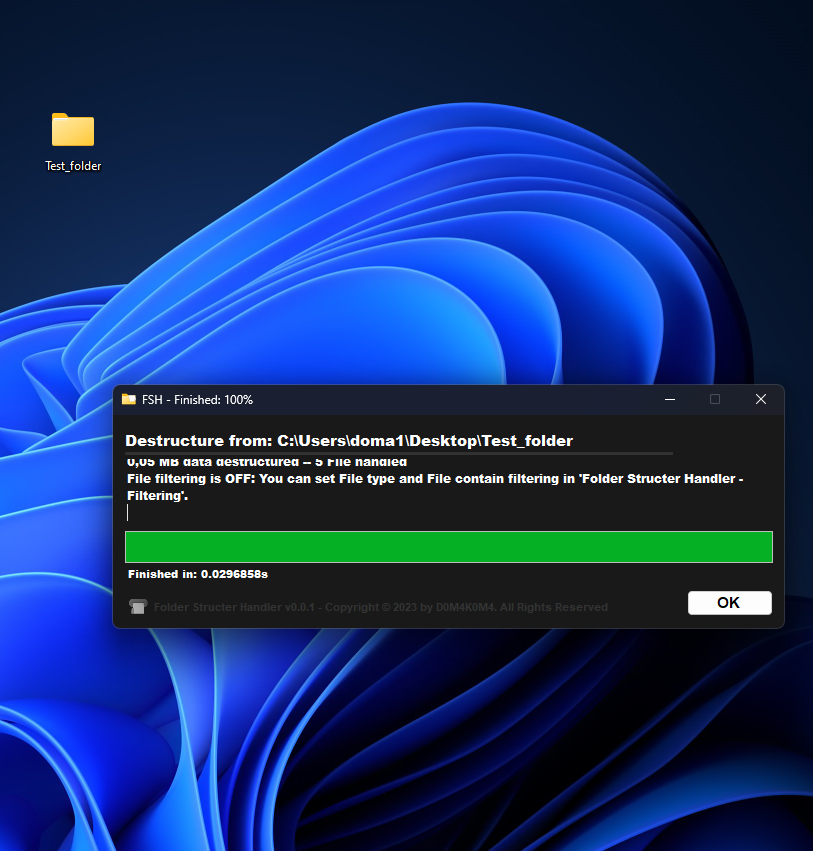 Test_folder
FSH - Finished: 100%
Destructure from: C:\Users\doma1\Desktop\Test_folder
0,05 MB data destructured -- 5 File handled
File filtering is OFF: You can set File type and File contain filtering in 'Folder Structer Handler -
Filtering'.
Finished in: 0.0296858s
Folder Structer Handler v0.0.1 - Copyright © 2023 by D0M4K0M4. All Rights Reserved
OK